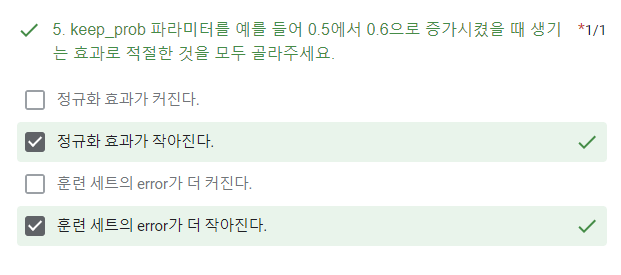 5. keep_prob 파라미터를 예를 들어 0.5에서 0.6으로 증가시켰을 때 생기 *1/1
는 효과로 적절한 것을 모두 골라주세요.
정규화 효과가 커진다.
정규화 효과가 작아진다.
훈련 세트의 error가 더 커진다.
훈련 세트의 error가 더 작아진다.